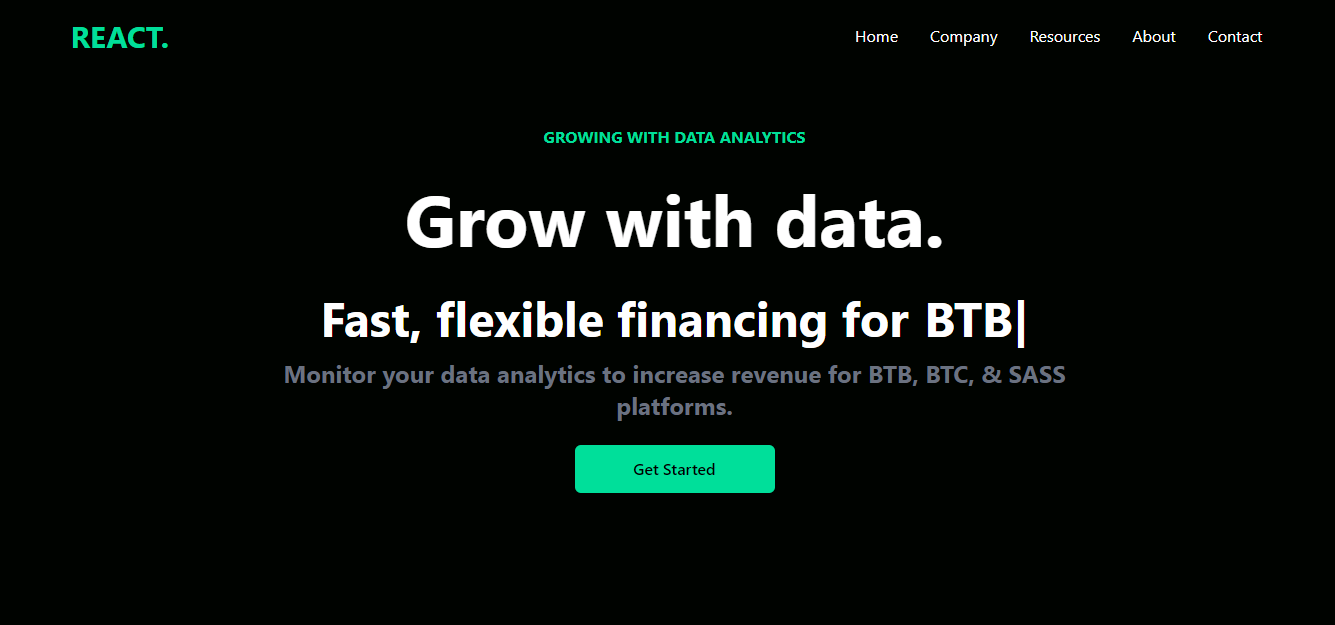 REACT.
Home Company Resources About Contact
GROWING WITH DATA ANALYTICS
Grow with data.
Fast, flexible financing for BTB|
Monitor your data analytics to increase revenue for BTB, BTC, & SASS
platforms.
Get Started